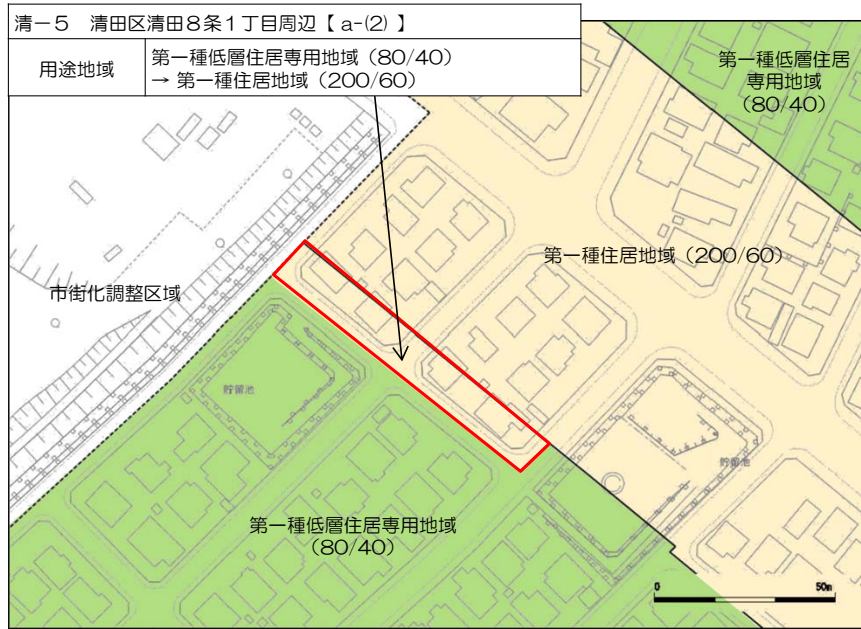 清－５　清田区清田８条１丁目周辺【 a-(2) 】
用途地域
第一種低層住居専用地域（80/40）
→ 第一種住居地域（200/60）
第一種低層住居
専用地域
（80/40）
第一種住居地域（200/60）
市街化調整区域
貯留池
貯留池
第一種低層住居専用地域
（80/40）
0 50m